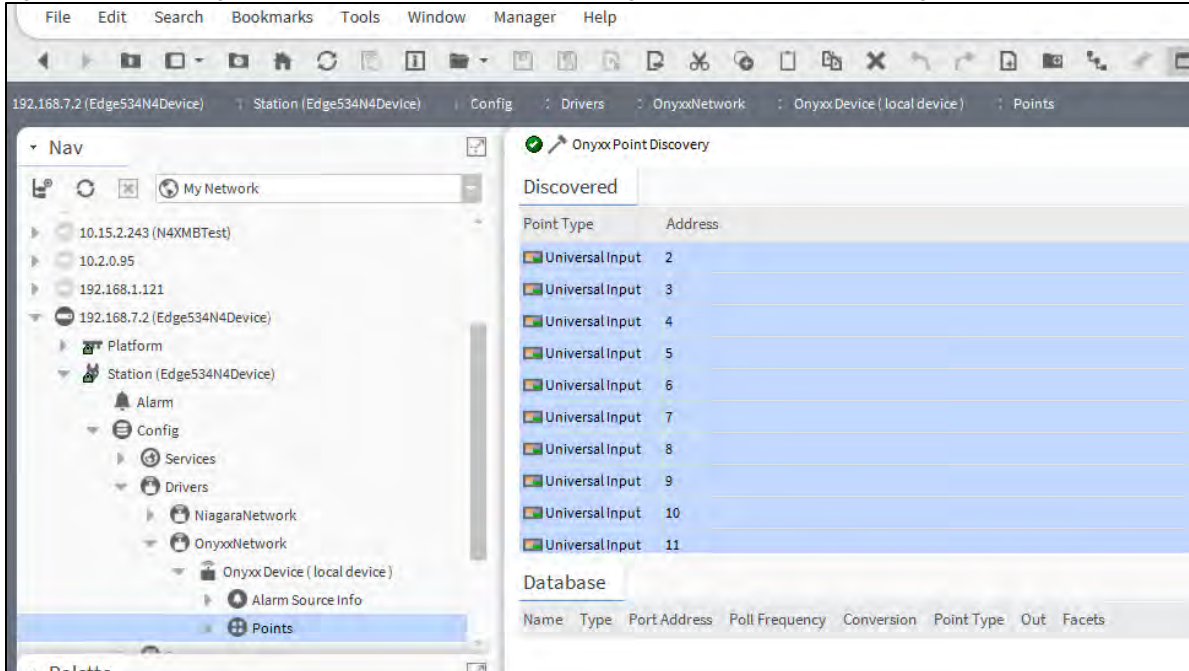 File Edit Search Bookmarks Tools Window Manager Help
192.168.7.2 (Edge534N4Device) : Station (Edge534N4Device) : Config : Drivers : OnyxxNetwork : Onyxx Device ( local device ) : Points
Nav
My Network
10.15.2.243 (N4XMBTest)
10.2.0.95
192.168.1.121
192.168.7.2 (Edge534N4Device)
Platform
Station (Edge534N4Device)
Alarm
Config
Services
Drivers
NiagaraNetwork
OnyxxNetwork
Onyxx Device ( local device )
Alarm Source Info
Points
Onyxx Point Discovery
Discovered
Point Type Address
Universal Input 2
Universal Input 3
Universal Input 4
Universal Input 5
Universal Input 6
Universal Input 7
Universal Input 8
Universal Input 9
Universal Input 10
Universal Input 11
Database
Name Type Port Address Poll Frequency Conversion Point Type Out Facets